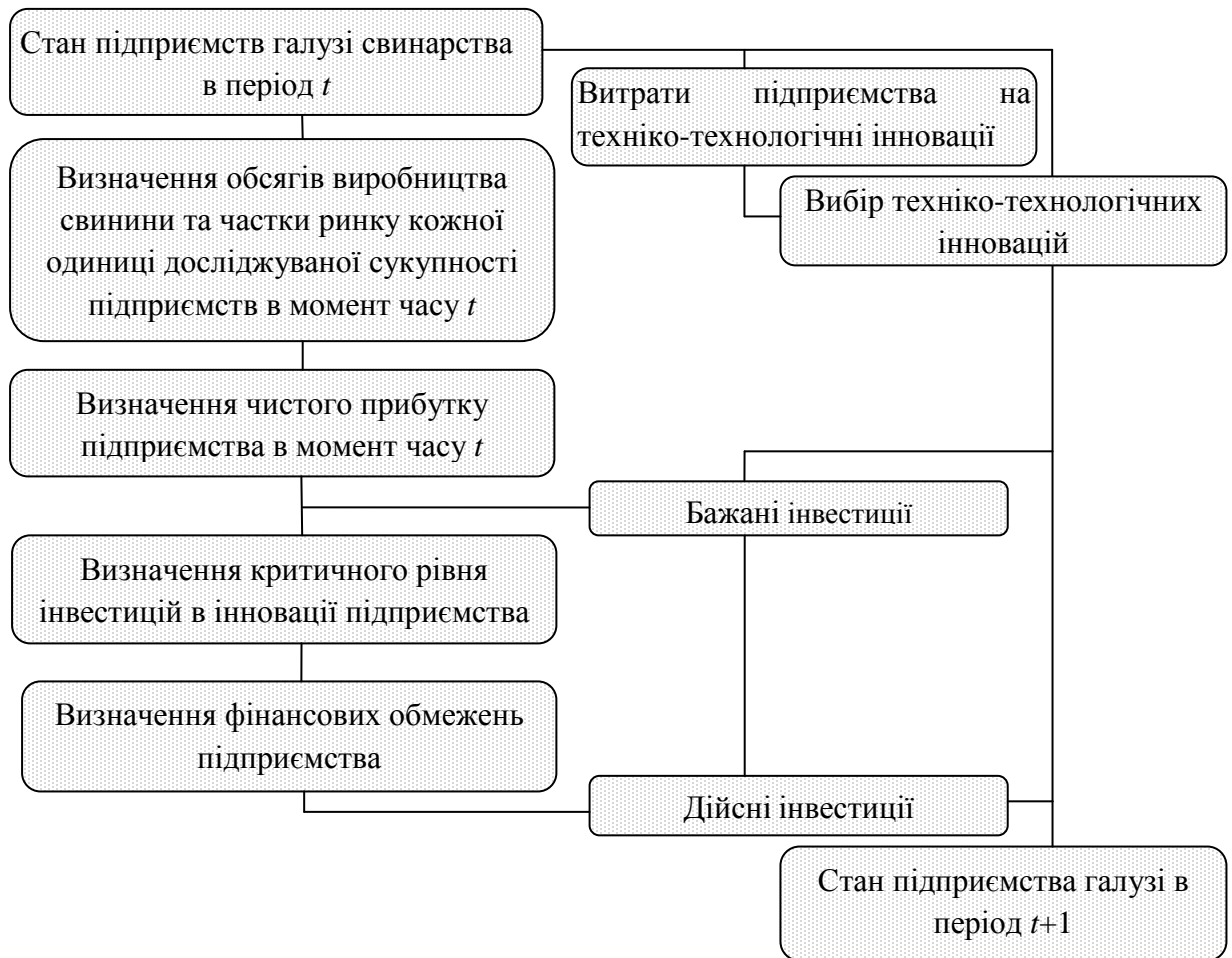 Стан підприємств галузі свинарства
в період t
Витрати підприємства на
техніко-технологічні інновації
Визначення обсягів виробництва
свинини та частки ринку кожної
одиниці досліджуваної сукупності
підприємств в момент часу t
Вибір техніко-технологічних
інновацій
Визначення чистого прибутку
підприємства в момент часу t
Бажані інвестиції
Визначення критичного рівня
інвестицій в інновації підприємства
Визначення фінансових обмежень
підприємства
Дійсні інвестиції
Стан підприємства галузі в
період t+1